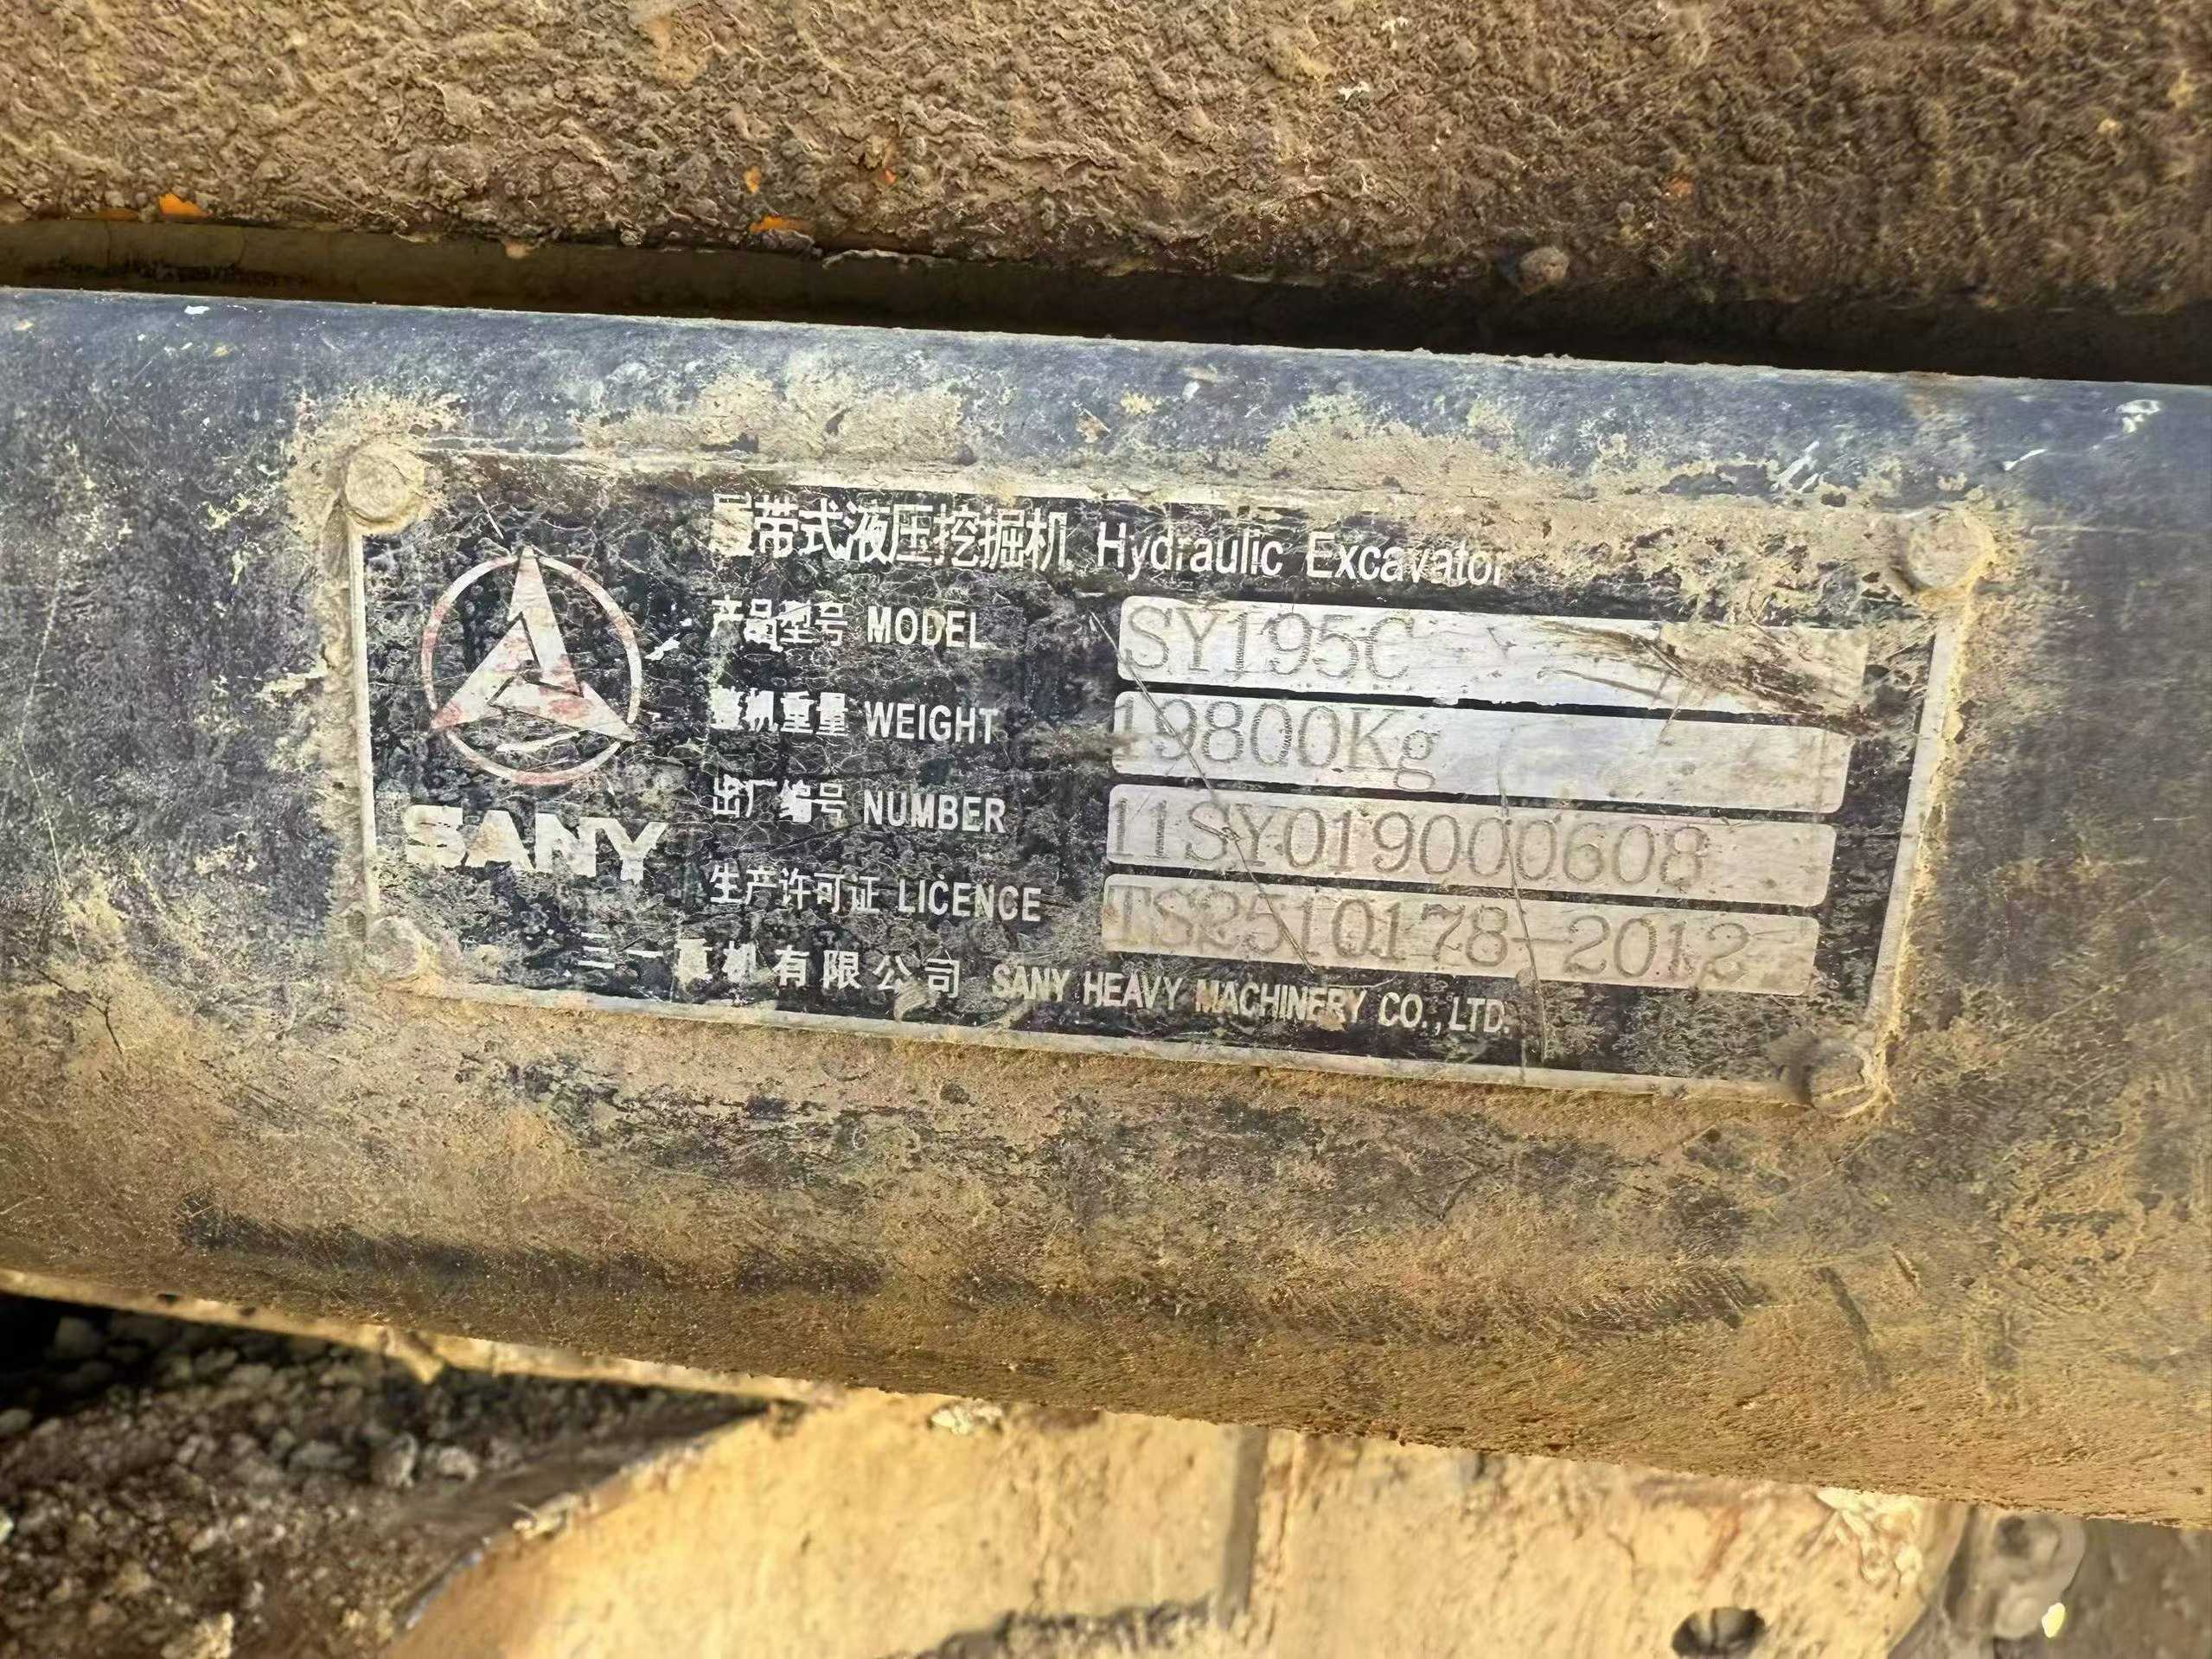 履带式液压挖掘机 Hydraulic Excavator
产品型号 MODEL SY195C
整机重量 WEIGHT 19800Kg
出厂编号 NUMBER 11SY019000608
生产许可证 LICENCE TS2510178-2012
SANY
三一重机有限公司 SANY HEAVY MACHINERY CO.,LTD.